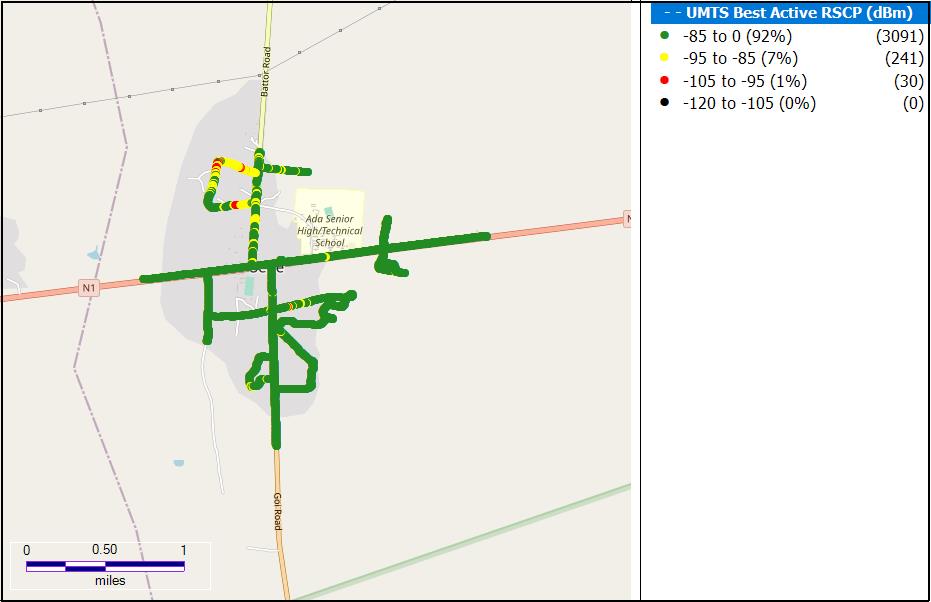 - - UMTS Best Active RSCP (dBm)
-85 to 0 (92%) (3091)
-95 to -85 (7%) (241)
-105 to -95 (1%) (30)
-120 to -105 (0%) (0)
Battor Road
Ada Senior
High/Technical
School
N1
Goi Road
0 0.50 1
miles